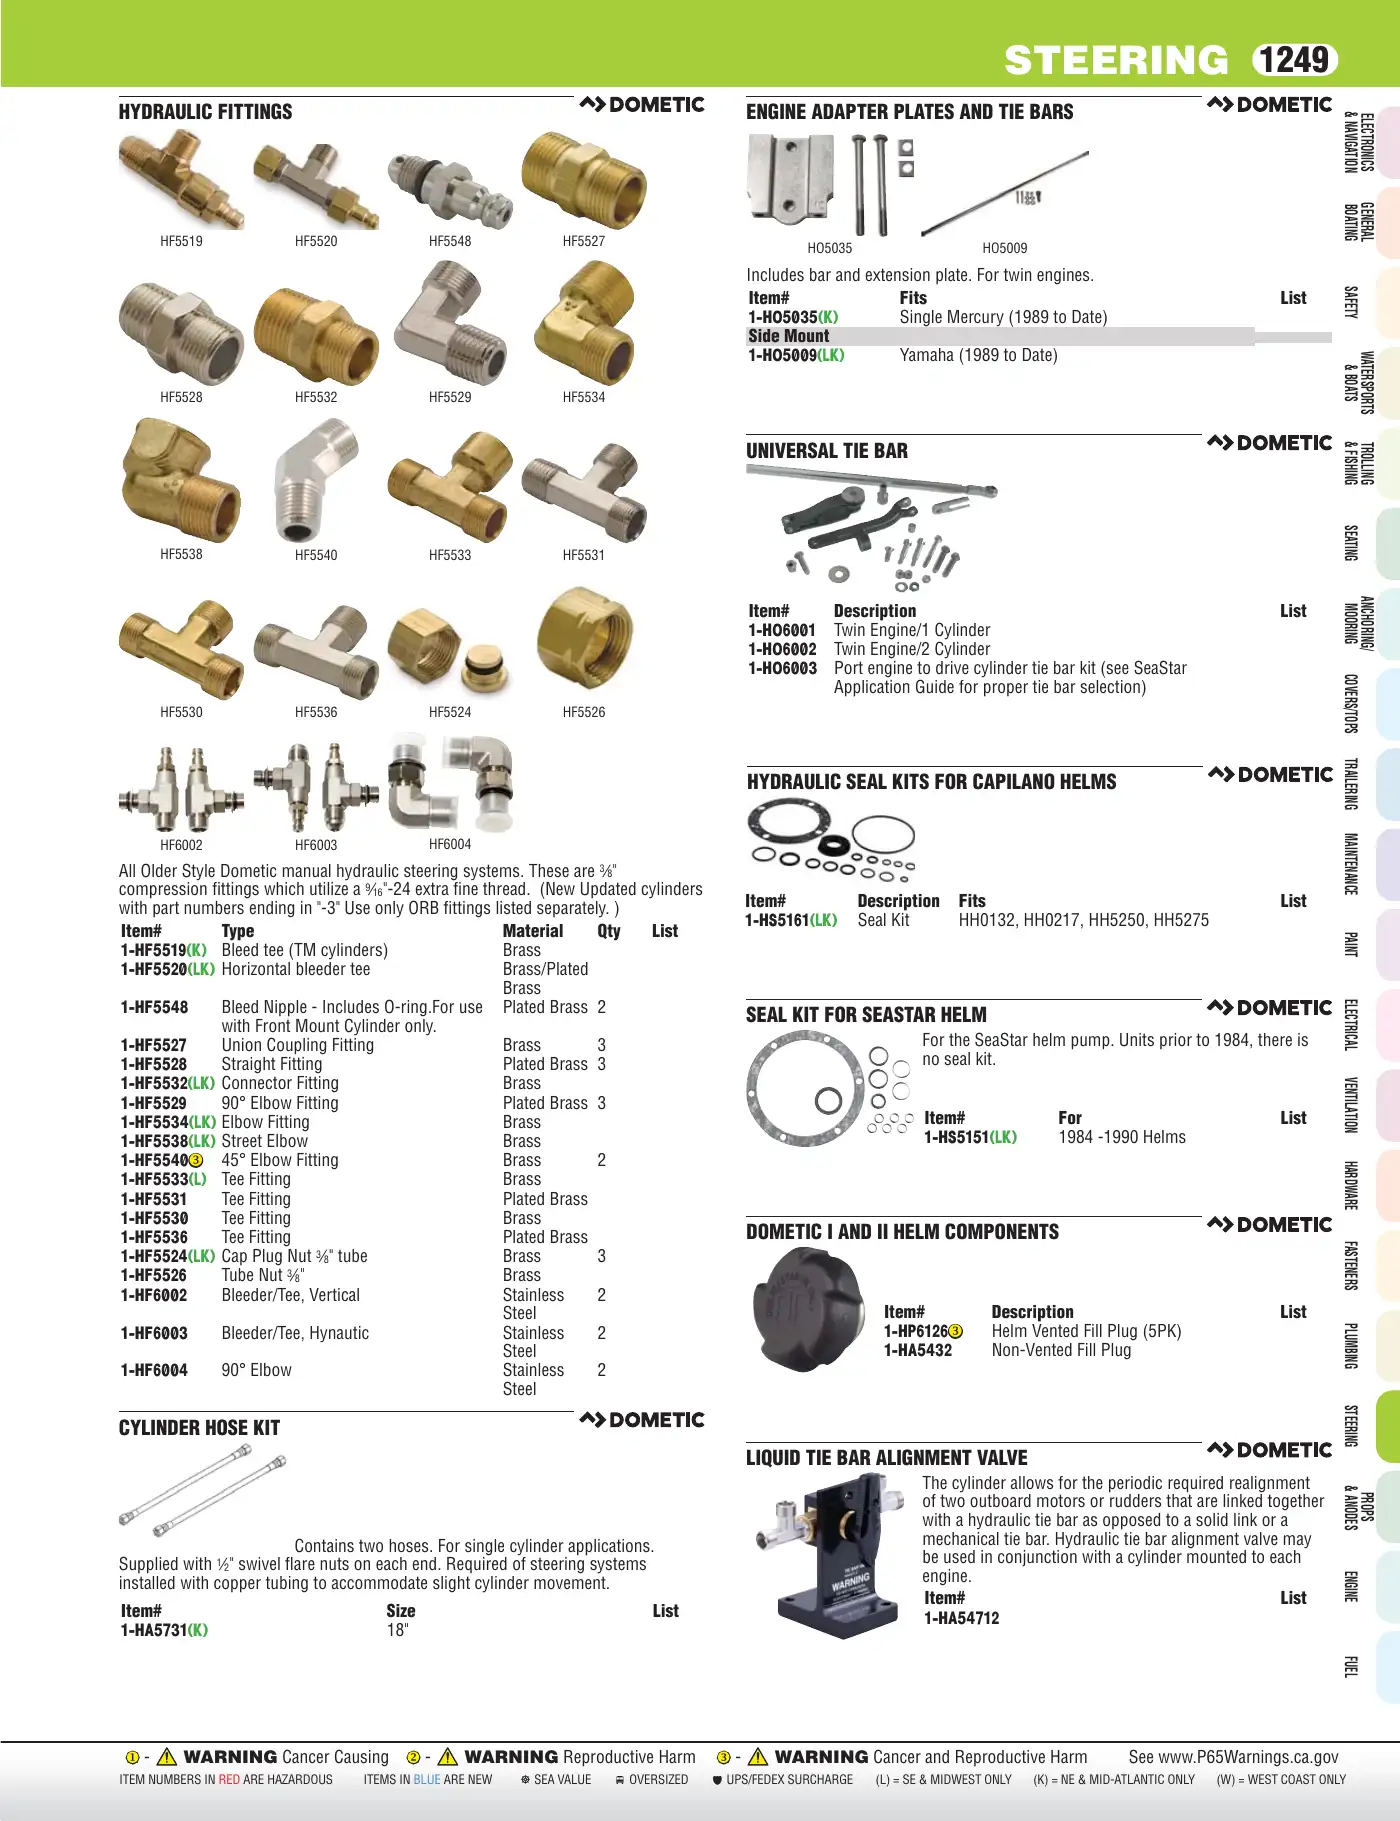 STEERING 1249
HYDRAULIC FITTINGS
DOMETIC
HF5519 HF5520 HF5548 HF5527
HF5528 HF5532 HF5529 HF5534
HF5538 HF5540 HF5533 HF5531
HF5530 HF5536 HF5524 HF5526
HF6002 HF6003 HF6004
All Older Style Dometic manual hydraulic steering systems. These are ⅜"
compression fittings which utilize a 9⁄16"-24 extra fine thread. (New Updated cylinders
with part numbers ending in "-3" Use only ORB fittings listed separately. )
Item# Type Material Qty List
1-HF5519(K) Bleed tee (TM cylinders) Brass
1-HF5520(LK) Horizontal bleeder tee Brass/Plated
Brass
1-HF5548 Bleed Nipple - Includes O-ring.For use Plated Brass 2
with Front Mount Cylinder only.
1-HF5527 Union Coupling Fitting Brass 3
1-HF5528 Straight Fitting Plated Brass 3
1-HF5532(LK) Connector Fitting Brass
1-HF5529 90° Elbow Fitting Plated Brass 3
1-HF5534(LK) Elbow Fitting Brass
1-HF5538(LK) Street Elbow Brass
1-HF5540③ 45° Elbow Fitting Brass 2
1-HF5533(L) Tee Fitting Brass
1-HF5531 Tee Fitting Plated Brass
1-HF5530 Tee Fitting Brass
1-HF5536 Tee Fitting Plated Brass
1-HF5524(LK) Cap Plug Nut ⅜" tube Brass 3
1-HF5526 Tube Nut ⅜" Brass
1-HF6002 Bleeder/Tee, Vertical Stainless 2
Steel
1-HF6003 Bleeder/Tee, Hynautic Stainless 2
Steel
1-HF6004 90° Elbow Stainless 2
Steel
CYLINDER HOSE KIT
DOMETIC
Contains two hoses. For single cylinder applications.
Supplied with ½" swivel flare nuts on each end. Required of steering systems
installed with copper tubing to accommodate slight cylinder movement.
Item# Size List
1-HA5731(K) 18"
ENGINE ADAPTER PLATES AND TIE BARS
DOMETIC
HO5035 HO5009
Includes bar and extension plate. For twin engines.
Item# Fits List
1-HO5035(K) Single Mercury (1989 to Date)
Side Mount
1-HO5009(LK) Yamaha (1989 to Date)
UNIVERSAL TIE BAR
DOMETIC
Item# Description List
1-HO6001 Twin Engine/1 Cylinder
1-HO6002 Twin Engine/2 Cylinder
1-HO6003 Port engine to drive cylinder tie bar kit (see SeaStar
Application Guide for proper tie bar selection)
HYDRAULIC SEAL KITS FOR CAPILANO HELMS
DOMETIC
Item# Description Fits List
1-HS5161(LK) Seal Kit HH0132, HH0217, HH5250, HH5275
SEAL KIT FOR SEASTAR HELM
DOMETIC
For the SeaStar helm pump. Units prior to 1984, there is
no seal kit.
Item# For List
1-HS5151(LK) 1984 -1990 Helms
DOMETIC I AND II HELM COMPONENTS
DOMETIC
Item# Description List
1-HP6126③ Helm Vented Fill Plug (5PK)
1-HA5432 Non-Vented Fill Plug
LIQUID TIE BAR ALIGNMENT VALVE
DOMETIC
The cylinder allows for the periodic required realignment
of two outboard motors or rudders that are linked together
with a hydraulic tie bar as opposed to a solid link or a
mechanical tie bar. Hydraulic tie bar alignment valve may
be used in conjunction with a cylinder mounted to each
engine.
WARNING
Item# List
1-HA54712
ELECTRONICS
& NAVIGATION
GENERAL
BOATING
SAFETY
WATERSPORTS
& BOATS
TROLLING
& FISHING
SEATING
ANCHORING/
MOORING
COVERS/TOPS
TRAILERING
MAINTENANCE
PAINT
ELECTRICAL
VENTILATION
HARDWARE
FASTENERS
PLUMBING
STEERING
PROPS
& ANODES
ENGINE
FUEL
① - WARNING Cancer Causing ② - WARNING Reproductive Harm ③ - WARNING Cancer and Reproductive Harm See www.P65Warnings.ca.gov
ITEM NUMBERS IN RED ARE HAZARDOUS ITEMS IN BLUE ARE NEW SEA VALUE OVERSIZED UPS/FEDEX SURCHARGE (L) = SE & MIDWEST ONLY (K) = NE & MID-ATLANTIC ONLY (W) = WEST COAST ONLY